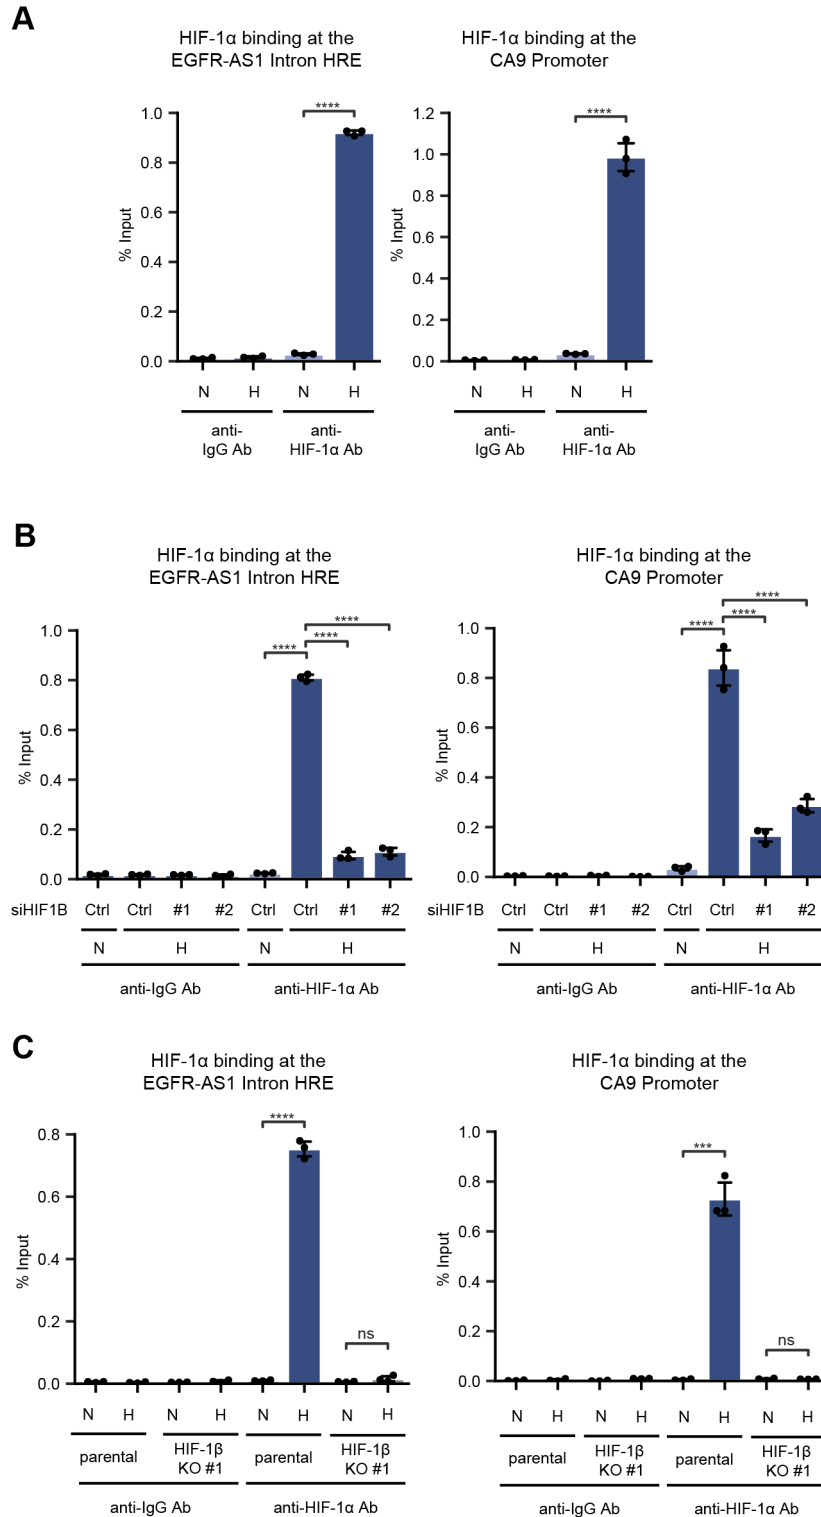 A
HIF-1α binding at the
EGFR-AS1 Intron HRE
HIF-1α binding at the
CA9 Promoter
% Input
1.0
0.8
0.6
0.4
0.2
0.0
****
N H N H
anti-
IgG Ab
anti-
HIF-1α Ab
% Input
1.2
1.0
0.8
0.6
0.4
0.2
0.0
****
N H N H
anti-
IgG Ab
anti-
HIF-1α Ab
B
HIF-1α binding at the
EGFR-AS1 Intron HRE
HIF-1α binding at the
CA9 Promoter
% Input
1.0
0.8
0.6
0.4
0.2
0.0
****
****
****
siHIF1B Ctrl Ctrl #1 #2 Ctrl Ctrl #1 #2
N H N H
anti-IgG Ab anti-HIF-1α Ab
% Input
1.0
0.8
0.6
0.4
0.2
0.0
****
****
****
siHIF1B Ctrl Ctrl #1 #2 Ctrl Ctrl #1 #2
N H N H
anti-IgG Ab anti-HIF-1α Ab
C
HIF-1α binding at the
EGFR-AS1 Intron HRE
HIF-1α binding at the
CA9 Promoter
% Input
0.8
0.6
0.4
0.2
0.0
****
ns
N H N H N H N H
parental HIF-1β
KO #1
parental HIF-1β
KO #1
anti-IgG Ab anti-HIF-1α Ab
% Input
1.0
0.8
0.6
0.4
0.2
0.0
***
ns
N H N H N H N H
parental HIF-1β
KO #1
parental HIF-1β
KO #1
anti-IgG Ab anti-HIF-1α Ab